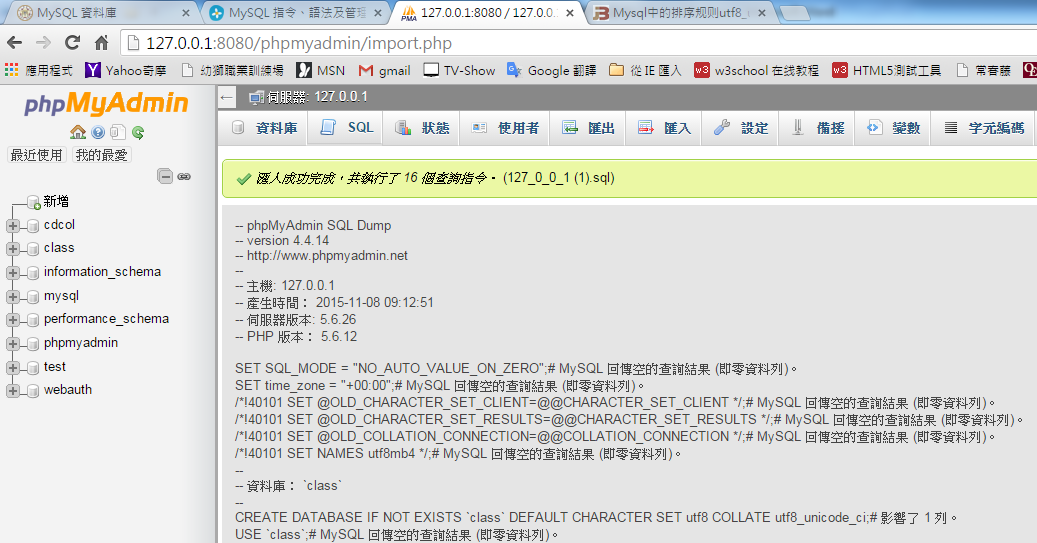 MySQL 資料庫
MySQL 指令、語法及管理
127.0.0.1:8080 / 127.0.
Mysql中的排序规则utf8_u
127.0.0.1:8080/phpmyadmin/import.php
應用程式 Yahoo奇摩 幼獅職業訓練場 MSN gmail TV-Show Google 翻譯 從 IE 匯入 w3school 在线教程 HTML5測試工具 常春藤
phpMyAdmin
最近使用 我的最愛
新增
cdcol
class
information_schema
mysql
performance_schema
phpmyadmin
test
webauth
伺服器: 127.0.0.1
資料庫 SQL 狀態 使用者 匯出 匯入 設定 備援 變數 字元編碼
匯入成功完成，共執行了 16 個查詢指令。 (127_0_0_1 (1).sql)
-- phpMyAdmin SQL Dump
-- version 4.4.14
-- http://www.phpmyadmin.net
--
-- 主機: 127.0.0.1
-- 產生時間： 2015-11-08 09:12:51
-- 伺服器版本: 5.6.26
-- PHP 版本： 5.6.12
SET SQL_MODE = "NO_AUTO_VALUE_ON_ZERO";# MySQL 回傳空的查詢結果 (即零資料列)。
SET time_zone = "+00:00";# MySQL 回傳空的查詢結果 (即零資料列)。
/*!40101 SET @OLD_CHARACTER_SET_CLIENT=@@CHARACTER_SET_CLIENT */;# MySQL 回傳空的查詢結果 (即零資料列)。
/*!40101 SET @OLD_CHARACTER_SET_RESULTS=@@CHARACTER_SET_RESULTS */;# MySQL 回傳空的查詢結果 (即零資料列)。
/*!40101 SET @OLD_COLLATION_CONNECTION=@@COLLATION_CONNECTION */;# MySQL 回傳空的查詢結果 (即零資料列)。
/*!40101 SET NAMES utf8mb4 */;# MySQL 回傳空的查詢結果 (即零資料列)。
--
-- 資料庫： `class`
--
CREATE DATABASE IF NOT EXISTS `class` DEFAULT CHARACTER SET utf8 COLLATE utf8_unicode_ci;# 影響了 1 列。
USE `class`;# MySQL 回傳空的查詢結果 (即零資料列)。